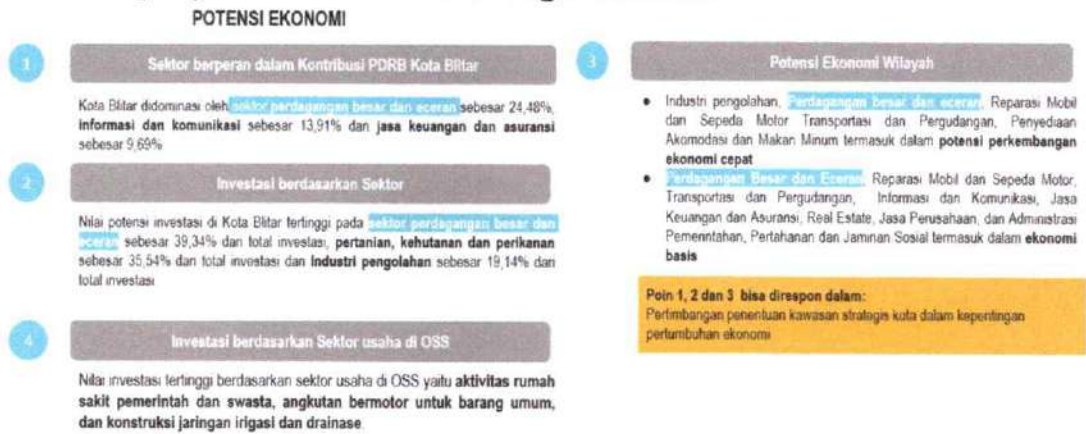 POTENSI EKONOMI
1
Sektor berperan dalam Kontribusi PDRB Kota Blitar
Kota Blitar didominasi oleh sektor perdagangan besar dan eceran sebesar 24,48%,
informasi dan komunikasi sebesar 13,91% dan jasa keuangan dan asuransi
sebesar 9,69%
2
Investasi berdasarkan Sektor
Nilai potensi investasi di Kota Blitar tertinggi pada sektor perdagangan besar dan
eceran sebesar 39,34% dari total investasi, pertanian, kehutanan dan perikanan
sebesar 35,54% dari total investasi dan industri pengolahan sebesar 19,14% dari
total investasi
4
Investasi berdasarkan Sektor usaha di OSS
Nilai investasi tertinggi berdasarkan sektor usaha di OSS yaitu aktivitas rumah
sakit pemerintah dan swasta, angkutan bermotor untuk barang umum,
dan konstruksi jaringan irigasi dan drainase.
3
Potensi Ekonomi Wilayah
• Industri pengolahan, Perdagangan besar dan eceran, Reparasi Mobil
dan Sepeda Motor Transportasi dan Pergudangan, Penyediaan
Akomodasi dan Makan Minum termasuk dalam potensi perkembangan
ekonomi cepat
• Perdagangan Besar dan Eceran, Reparasi Mobil dan Sepeda Motor,
Transportasi dan Pergudangan, Informasi dan Komunikasi, Jasa
Keuangan dan Asuransi, Real Estate, Jasa Perusahaan, dan Administrasi
Pemerintahan, Pertahanan dan Jaminan Sosial termasuk dalam ekonomi
basis
Poin 1, 2 dan 3 bisa direspon dalam:
Pertimbangan penentuan kawasan strategis kota dalam kepentingan
pertumbuhan ekonomi